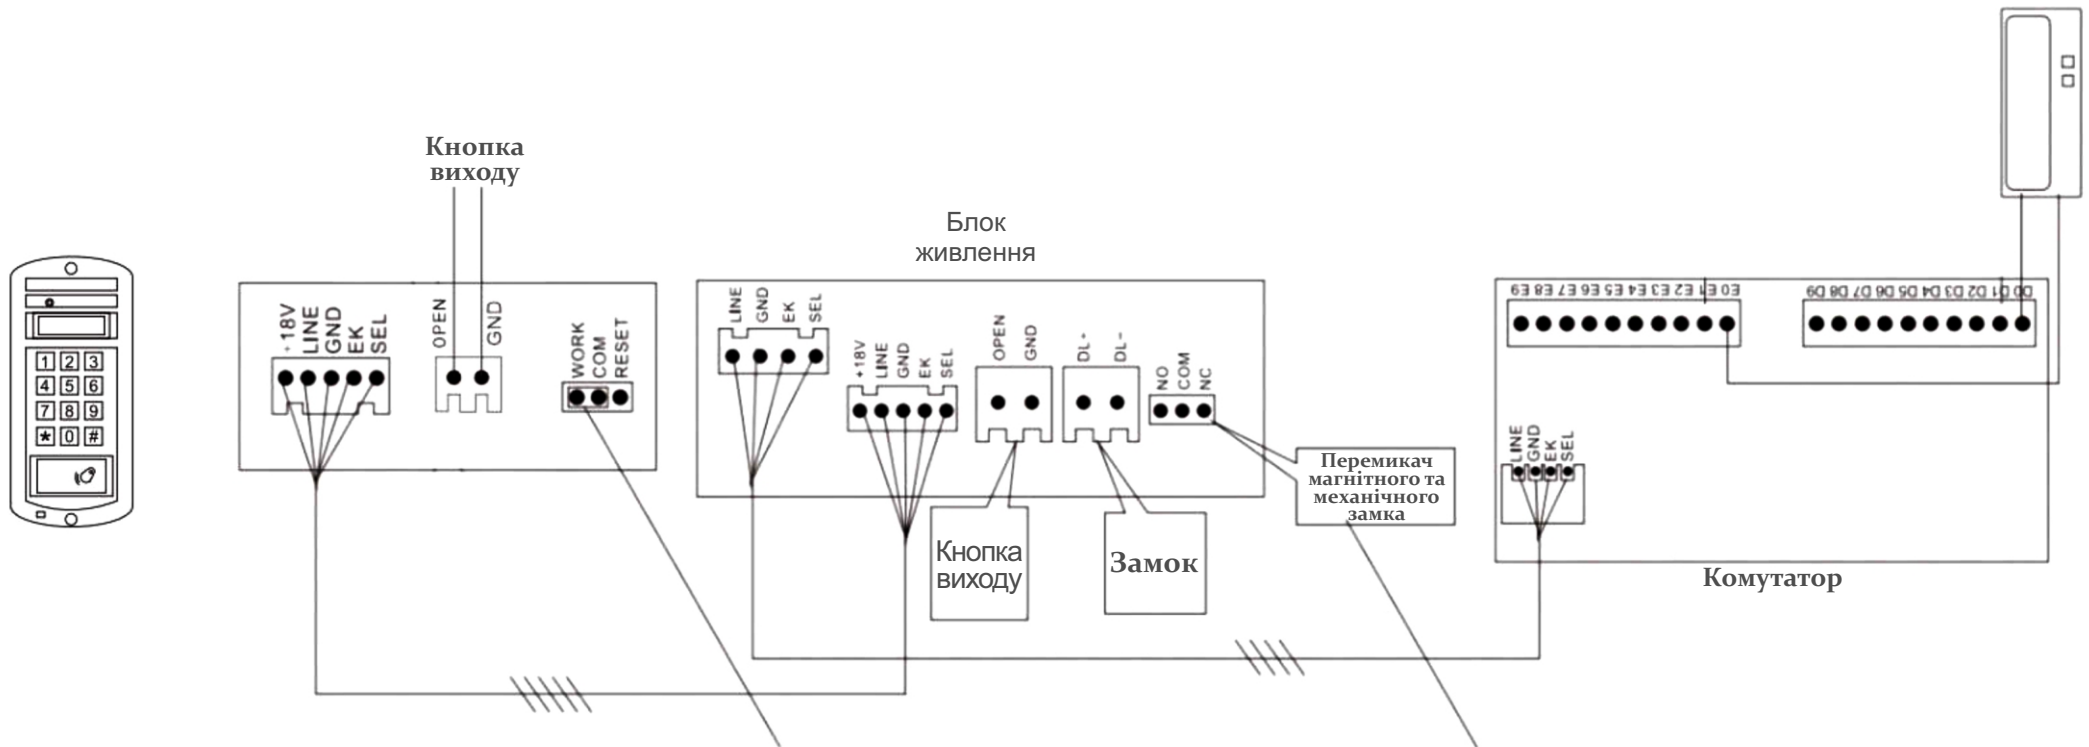 Кнопка
виходу
Блок
живлення
1 2 3
4 5 6
7 8 9
* 0 #
+18V
LINE
GND
EK
SEL
OPEN
GND
WORK
COM
RESET
LINE
GND
EK
SEL
+18V
LINE
GND
EK
SEL
OPEN
GND
DL+
DL-
NO
COM
NC
Кнопка
виходу
Замок
Перемикач
магнітного та
механічного
замка
E9 E8 E7 E6 E5 E4 E3 E2 E1 E0
D9 D8 D7 D6 D5 D4 D3 D2 D1 D0
LINE
GND
EK
SEL
Комутатор